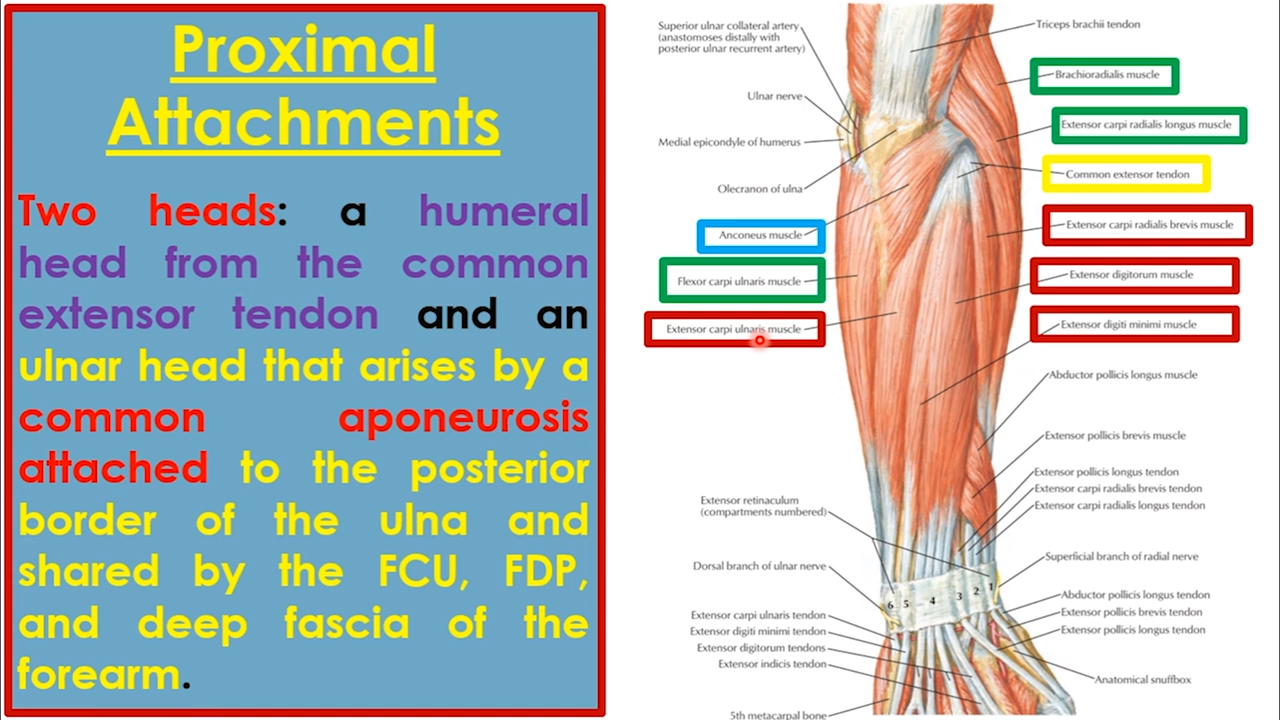 Proximal
Attachments
Two heads: a humeral
head from the common
extensor tendon and an
ulnar head that arises by a
common aponeurosis
attached to the posterior
border of the ulna and
shared by the FCU, FDP,
and deep fascia of the
forearm.
Superior ulnar collateral artery
(anastomoses distally with
posterior ulnar recurrent artery)
Ulnar nerve
Medial epicondyle of humerus
Olecranon of ulna
Anconeus muscle
Flexor carpi ulnaris muscle
Extensor carpi ulnaris muscle
Extensor retinaculum
(compartments numbered)
Dorsal branch of ulnar nerve
Extensor carpi ulnaris tendon
Extensor digiti minimi tendon
Extensor digitorum tendons
Extensor indicis tendon
5th metacarpal bone
6 5 4 3 2 1
Triceps brachii tendon
Brachioradialis muscle
Extensor carpi radialis longus muscle
Common extensor tendon
Extensor carpi radialis brevis muscle
Extensor digitorum muscle
Extensor digiti minimi muscle
Abductor pollicis longus muscle
Extensor pollicis brevis muscle
Extensor pollicis longus tendon
Extensor carpi radialis brevis tendon
Extensor carpi radialis longus tendon
Superficial branch of radial nerve
Abductor pollicis longus tendon
Extensor pollicis brevis tendon
Extensor pollicis longus tendon
Anatomical snuffbox